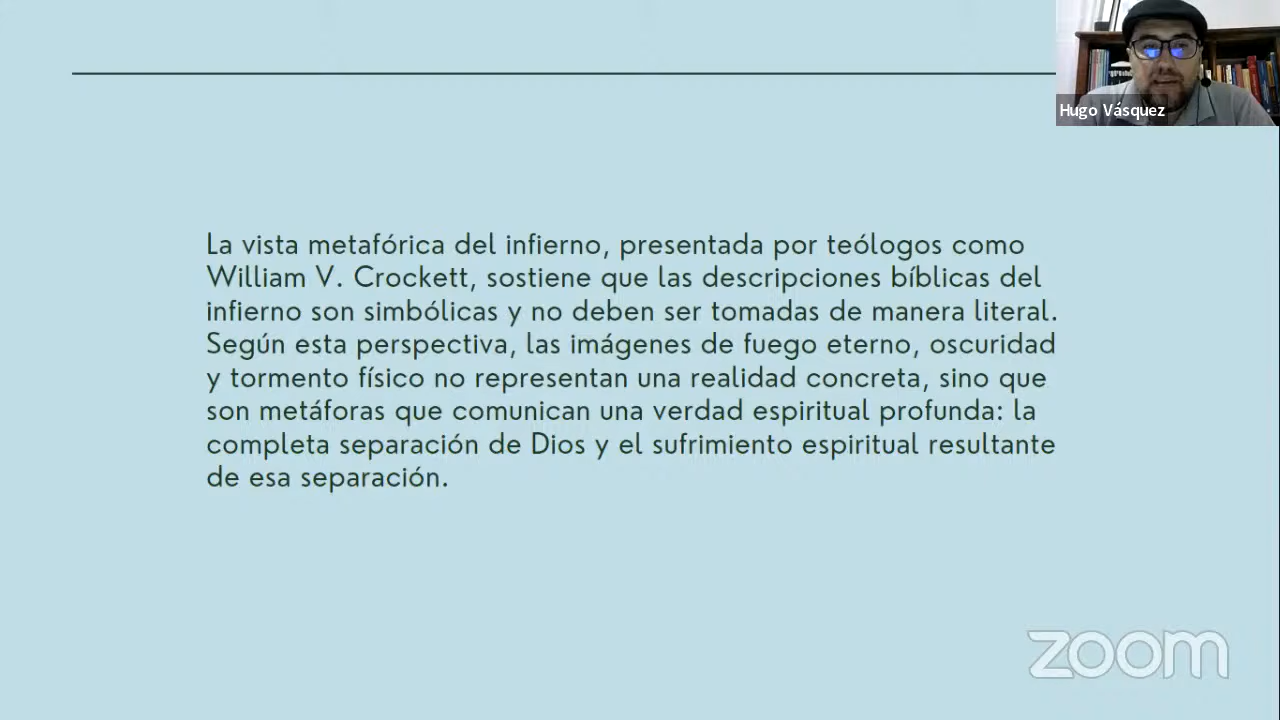 Hugo Vásquez
La vista metafórica del infierno, presentada por teólogos como
William V. Crockett, sostiene que las descripciones bíblicas del
infierno son simbólicas y no deben ser tomadas de manera literal.
Según esta perspectiva, las imágenes de fuego eterno, oscuridad
y tormento físico no representan una realidad concreta, sino que
son metáforas que comunican una verdad espiritual profunda: la
completa separación de Dios y el sufrimiento espiritual resultante
de esa separación.
zoom